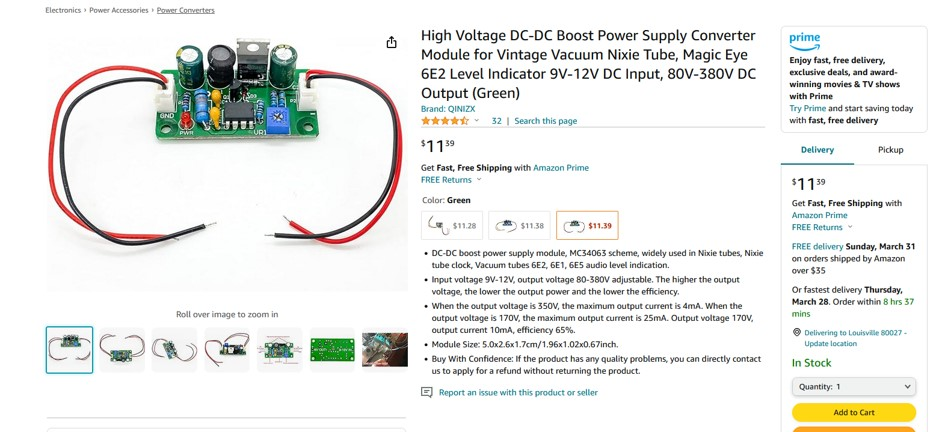 Electronics › Power Accessories › Power Converters
GND
PWR
VR1
Roll over image to zoom in
High Voltage DC-DC Boost Power Supply Converter
Module for Vintage Vacuum Nixie Tube, Magic Eye
6E2 Level Indicator 9V-12V DC Input, 80V-380V DC
Output (Green)
Brand: QINIZX
32 | Search this page
$11.39
Get Fast, Free Shipping with Amazon Prime
FREE Returns
Color: Green
$11.28
$11.38
$11.39
• DC-DC boost power supply module, MC34063 scheme, widely used in Nixie tubes, Nixie
tube clock, Vacuum tubes 6E2, 6E1, 6E5 audio level indication.
• Input voltage 9V-12V, output voltage 80-380V adjustable. The higher the output
voltage, the lower the output power and the lower the efficiency.
• When the output voltage is 350V, the maximum output current is 4mA. When the
output voltage is 170V, the maximum output current is 25mA. Output voltage 170V,
output current 10mA, efficiency 65%.
• Module Size: 5.0x2.6x1.7cm/1.96x1.02x0.67inch.
• Buy With Confidence: If the product has any quality problems, you can directly contact
us to apply for a refund without returning the product.
Report an issue with this product or seller
prime
Enjoy fast, free delivery,
exclusive deals, and award-
winning movies & TV shows
with Prime
Try Prime and start saving today
with fast, free delivery
Delivery
Pickup
$11.39
Get Fast, Free Shipping with
Amazon Prime
FREE Returns
FREE delivery Sunday, March 31
on orders shipped by Amazon
over $35
Or fastest delivery Thursday,
March 28. Order within 8 hrs 37
mins
Delivering to Louisville 80027 -
Update location
In Stock
Quantity: 1
Add to Cart